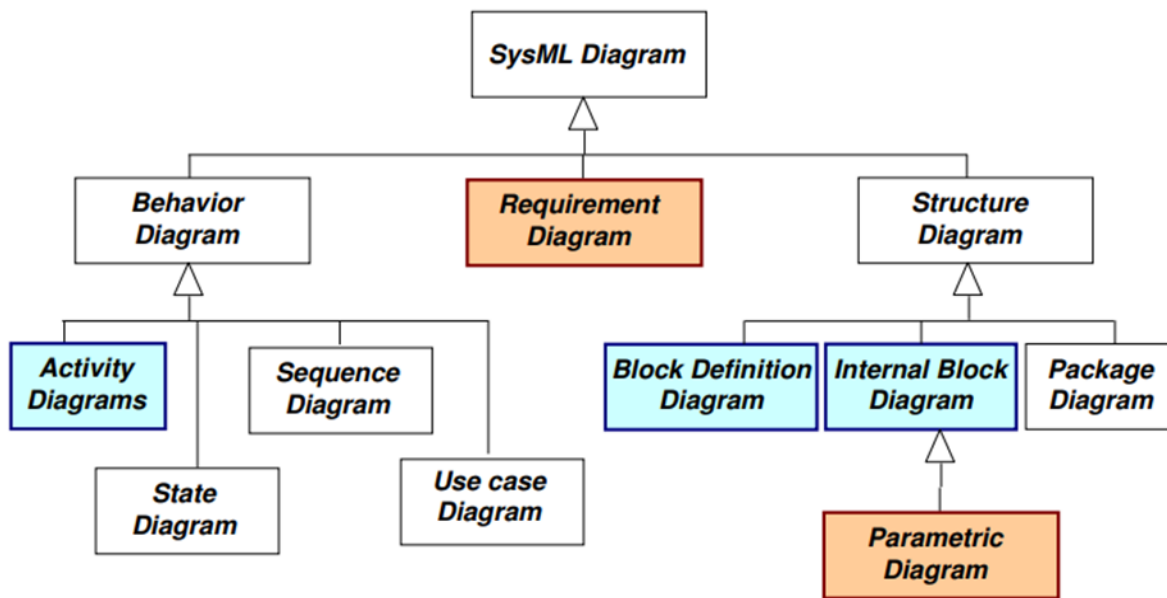 SysML Diagram
Behavior
Diagram
Requirement
Diagram
Structure
Diagram
Activity
Diagrams
State
Diagram
Sequence
Diagram
Use case
Diagram
Block Definition
Diagram
Internal Block
Diagram
Package
Diagram
Parametric
Diagram